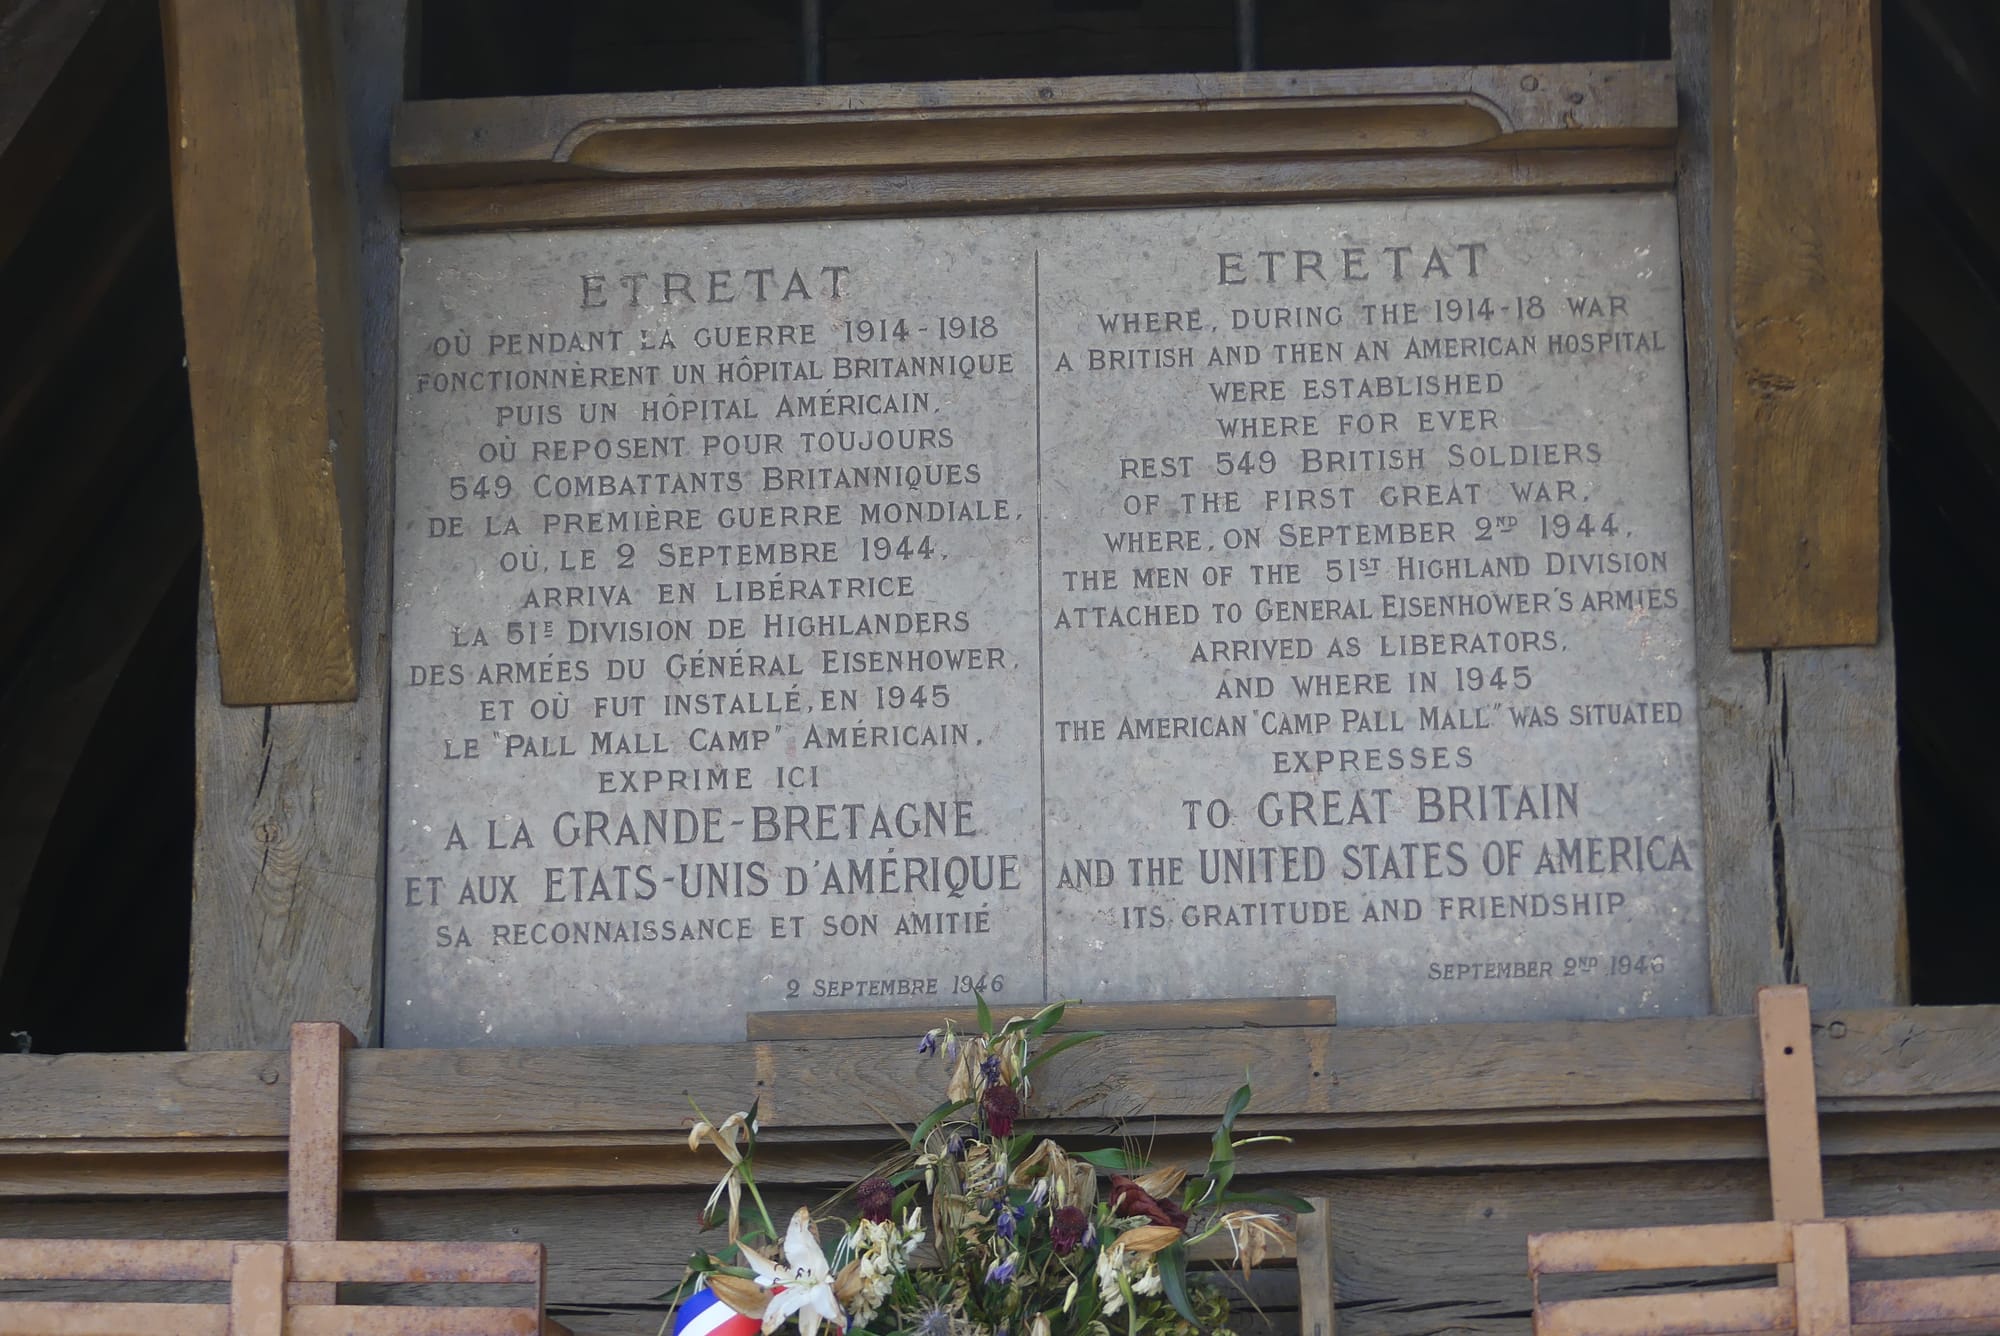 ETRETAT
OÙ PENDANT LA GUERRE 1914-1918
FONCTIONNÈRENT UN HÔPITAL BRITANNIQUE
PUIS UN HÔPITAL AMÉRICAIN,
OÙ REPOSENT POUR TOUJOURS
549 COMBATTANTS BRITANNIQUES
DE LA PREMIÈRE GUERRE MONDIALE,
OÙ, LE 2 SEPTEMBRE 1944,
ARRIVA EN LIBÉRATRICE
LA 51E DIVISION DE HIGHLANDERS
DES ARMÉES DU GÉNÉRAL EISENHOWER,
ET OÙ FUT INSTALLÉ, EN 1945
LE "PALL MALL CAMP" AMÉRICAIN,
EXPRIME ICI
A LA GRANDE-BRETAGNE
ET AUX ETATS-UNIS D'AMÉRIQUE
SA RECONNAISSANCE ET SON AMITIÉ
2 SEPTEMBRE 1946
ETRETAT
WHERE, DURING THE 1914-18 WAR
A BRITISH AND THEN AN AMERICAN HOSPITAL
WERE ESTABLISHED
WHERE FOR EVER
REST 549 BRITISH SOLDIERS
OF THE FIRST GREAT WAR,
WHERE, ON SEPTEMBER 2ND 1944,
THE MEN OF THE 51ST HIGHLAND DIVISION
ATTACHED TO GENERAL EISENHOWER'S ARMIES
ARRIVED AS LIBERATORS,
AND WHERE IN 1945
THE AMERICAN "CAMP PALL MALL" WAS SITUATED
EXPRESSES
TO GREAT BRITAIN
AND THE UNITED STATES OF AMERICA
ITS GRATITUDE AND FRIENDSHIP
SEPTEMBER 2ND 1946